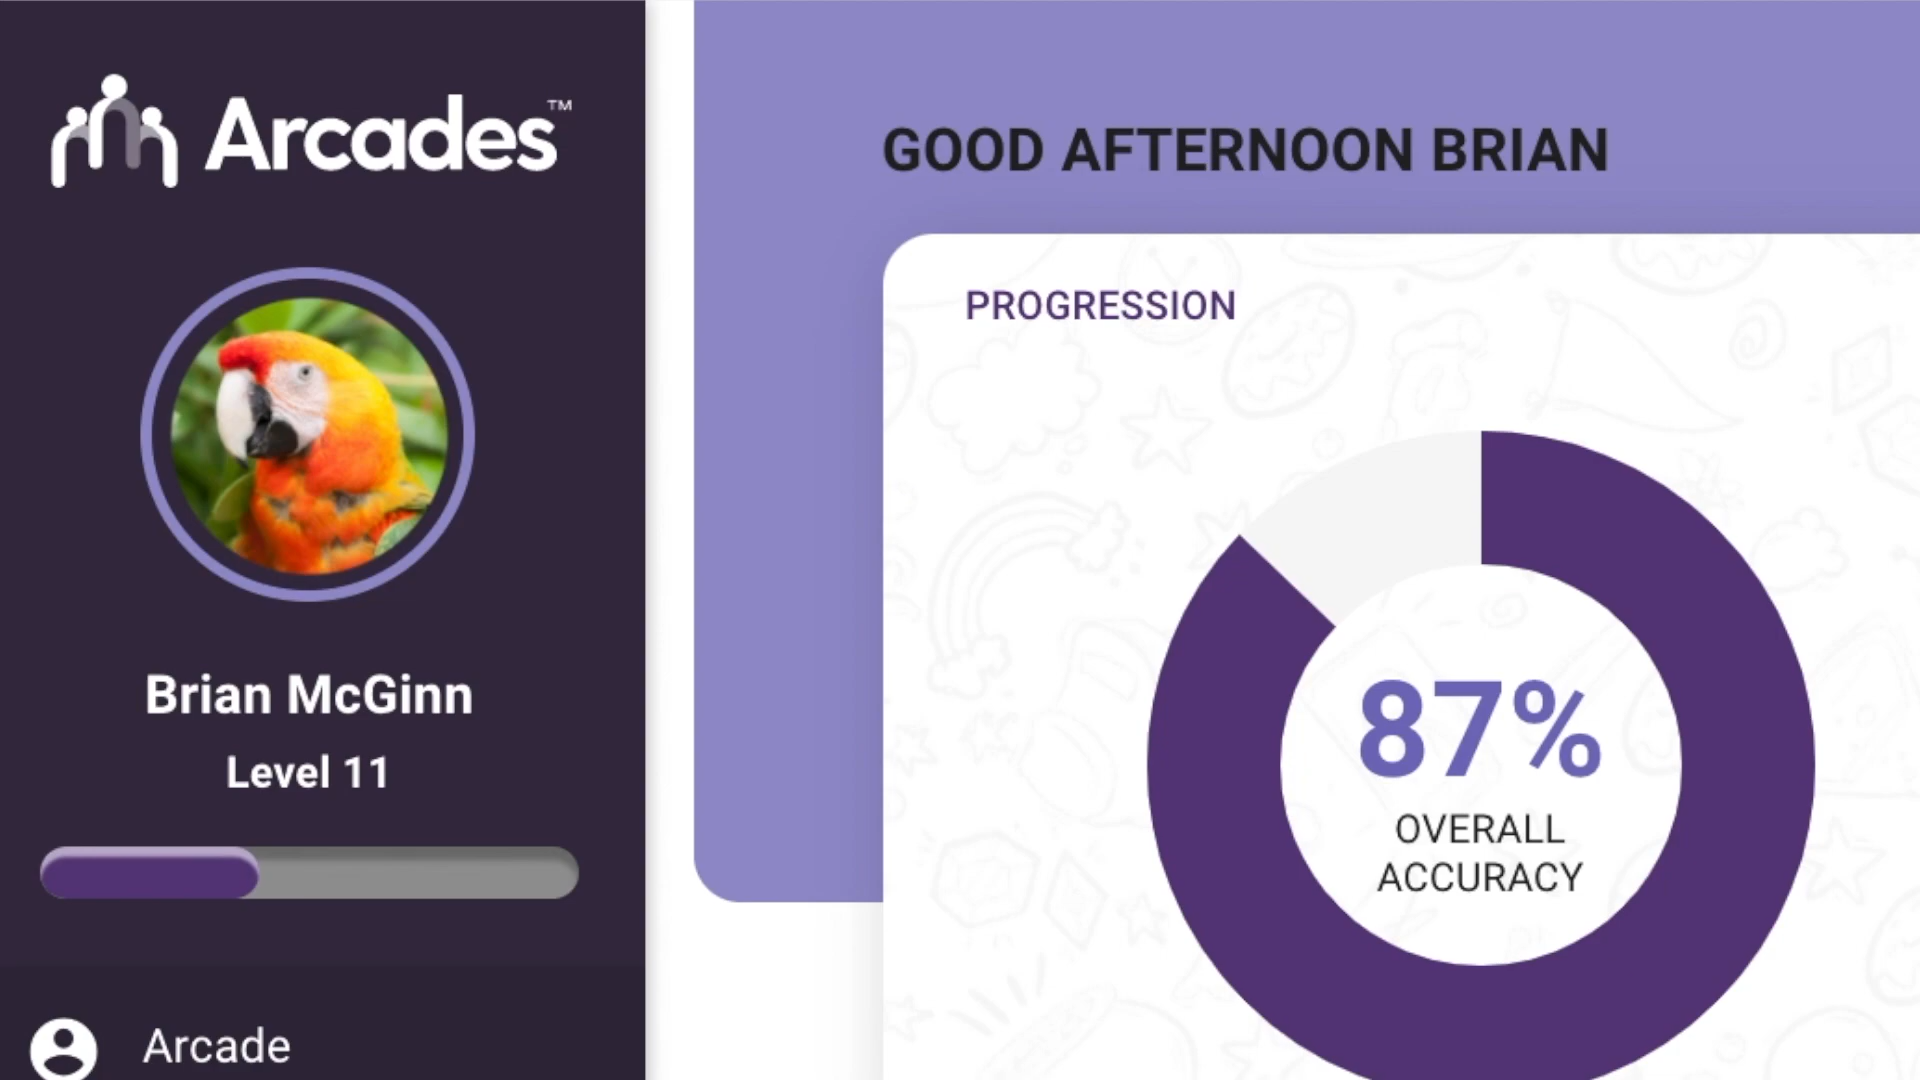 Arcades™
Brian McGinn
Level 11
Arcade
GOOD AFTERNOON BRIAN
PROGRESSION
87%
OVERALL
ACCURACY